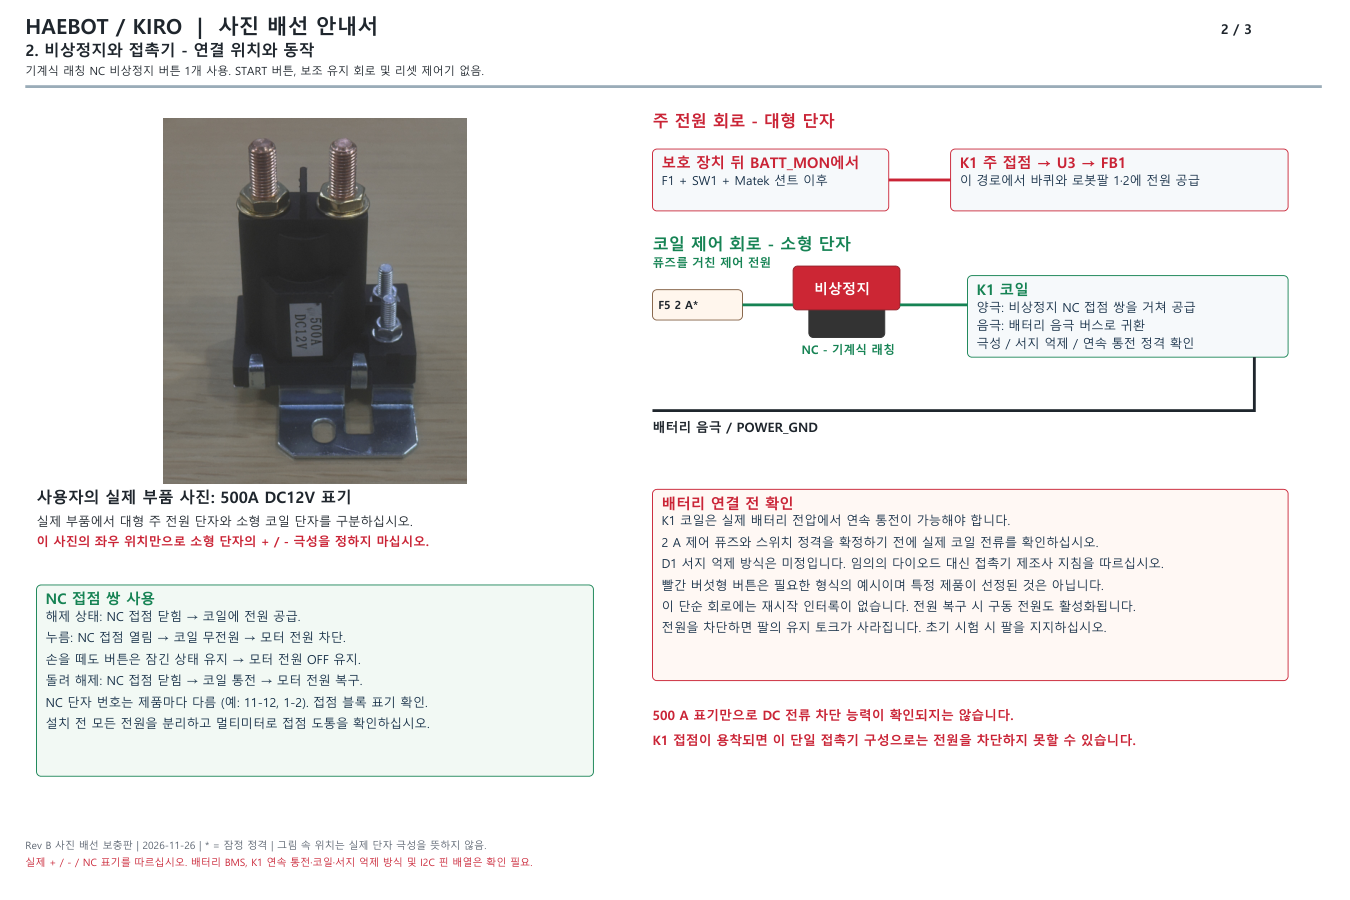 HAEBOT / KIRO | 사진 배선 안내서
2 / 3
2. 비상정지와 접촉기 - 연결 위치와 동작
기계식 래칭 NC 비상정지 버튼 1개 사용. START 버튼, 보조 유지 회로 및 리셋 제어기 없음.
500A
DC12V
사용자의 실제 부품 사진: 500A DC12V 표기
실제 부품에서 대형 주 전원 단자와 소형 코일 단자를 구분하십시오.
이 사진의 좌우 위치만으로 소형 단자의 + / - 극성을 정하지 마십시오.
NC 접점 쌍 사용
해제 상태: NC 접점 닫힘 → 코일에 전원 공급.
누름: NC 접점 열림 → 코일 무전원 → 모터 전원 차단.
손을 떼도 버튼은 잠긴 상태 유지 → 모터 전원 OFF 유지.
돌려 해제: NC 접점 닫힘 → 코일 통전 → 모터 전원 복구.
NC 단자 번호는 제품마다 다름 (예: 11-12, 1-2). 접점 블록 표기 확인.
설치 전 모든 전원을 분리하고 멀티미터로 접점 도통을 확인하십시오.
주 전원 회로 - 대형 단자
보호 장치 뒤 BATT_MON에서
F1 + SW1 + Matek 션트 이후
K1 주 접점 → U3 → FB1
이 경로에서 바퀴와 로봇팔 1·2에 전원 공급
코일 제어 회로 - 소형 단자
퓨즈를 거친 제어 전원
F5 2 A*
비상정지
NC - 기계식 래칭
K1 코일
양극: 비상정지 NC 접점 쌍을 거쳐 공급
음극: 배터리 음극 버스로 귀환
극성 / 서지 억제 / 연속 통전 정격 확인
배터리 음극 / POWER_GND
배터리 연결 전 확인
K1 코일은 실제 배터리 전압에서 연속 통전이 가능해야 합니다.
2 A 제어 퓨즈와 스위치 정격을 확정하기 전에 실제 코일 전류를 확인하십시오.
D1 서지 억제 방식은 미정입니다. 임의의 다이오드 대신 접촉기 제조사 지침을 따르십시오.
빨간 버섯형 버튼은 필요한 형식의 예시이며 특정 제품이 선정된 것은 아닙니다.
이 단순 회로에는 재시작 인터록이 없습니다. 전원 복구 시 구동 전원도 활성화됩니다.
전원을 차단하면 팔의 유지 토크가 사라집니다. 초기 시험 시 팔을 지지하십시오.
500 A 표기만으로 DC 전류 차단 능력이 확인되지는 않습니다.
K1 접점이 용착되면 이 단일 접촉기 구성으로는 전원을 차단하지 못할 수 있습니다.
Rev B 사진 배선 보충판 | 2026-11-26 | * = 잠정 정격 | 그림 속 위치는 실제 단자 극성을 뜻하지 않음.
실제 + / - / NC 표기를 따르십시오. 배터리 BMS, K1 연속 통전·코일·서지 억제 방식 및 I2C 핀 배열은 확인 필요.